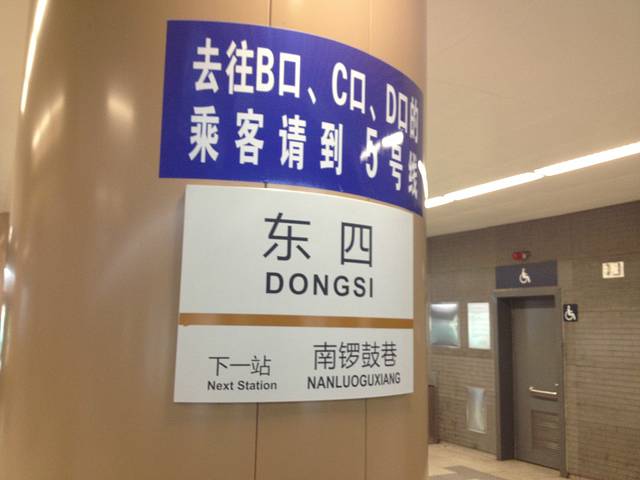 去往B口、C口、D口的
乘客请到 5号线
东四
DONGSI
下一站
Next Station
南锣鼓巷
NANLUOGUXIANG